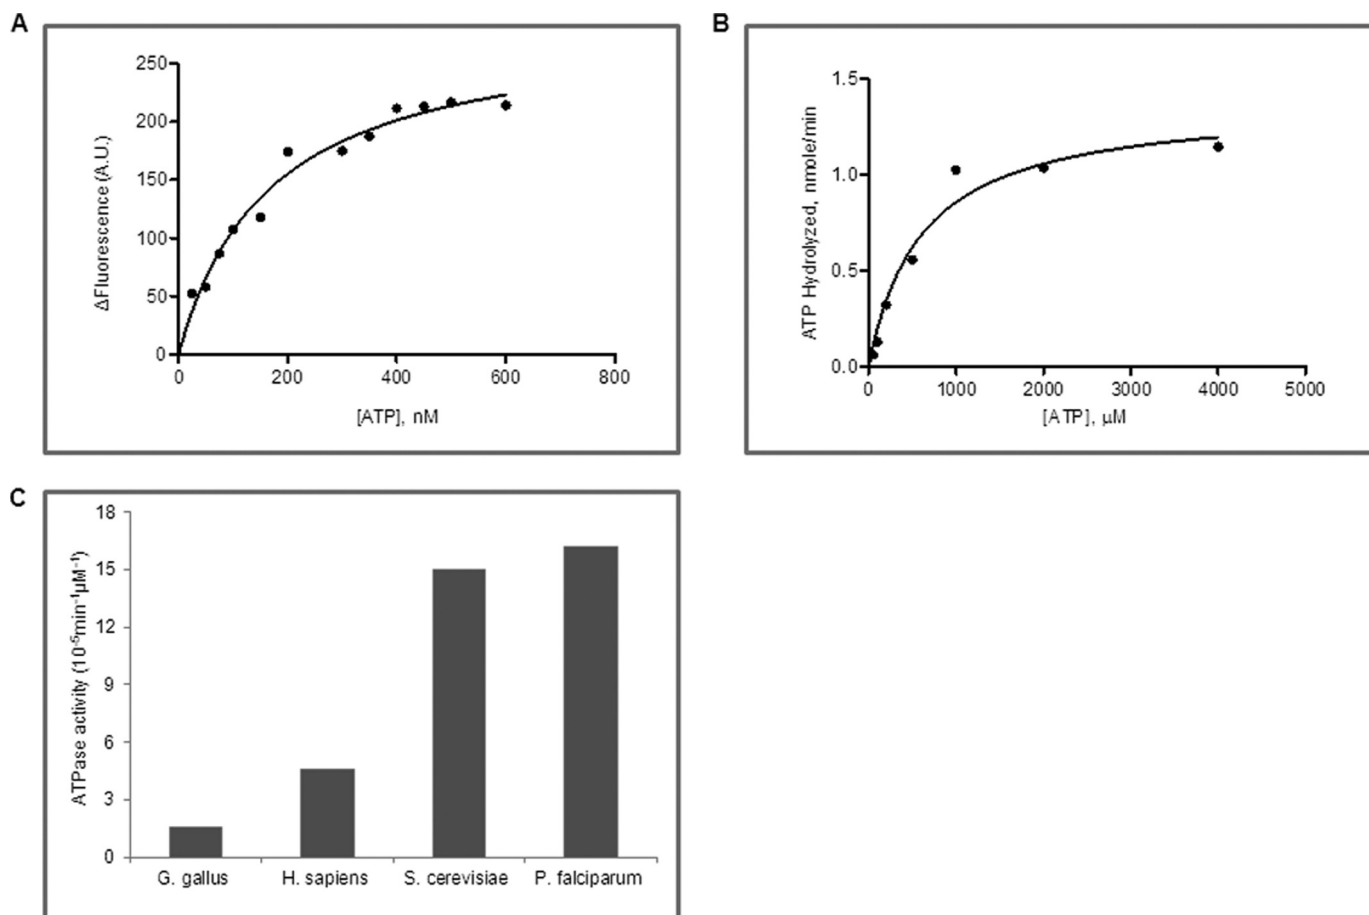 A
ΔFluorescence (A.U.)
250
200
150
100
50
0
0 200 400 600 800
[ATP], nM
B
ATP Hydrolyzed, nmole/min
1.5
1.0
0.5
0.0
0 1000 2000 3000 4000 5000
[ATP], µM
C
ATPase activity (10⁻⁵min⁻¹µM⁻¹)
18
15
12
9
6
3
0
G. gallus H. sapiens S. cerevisiae P. falciparum